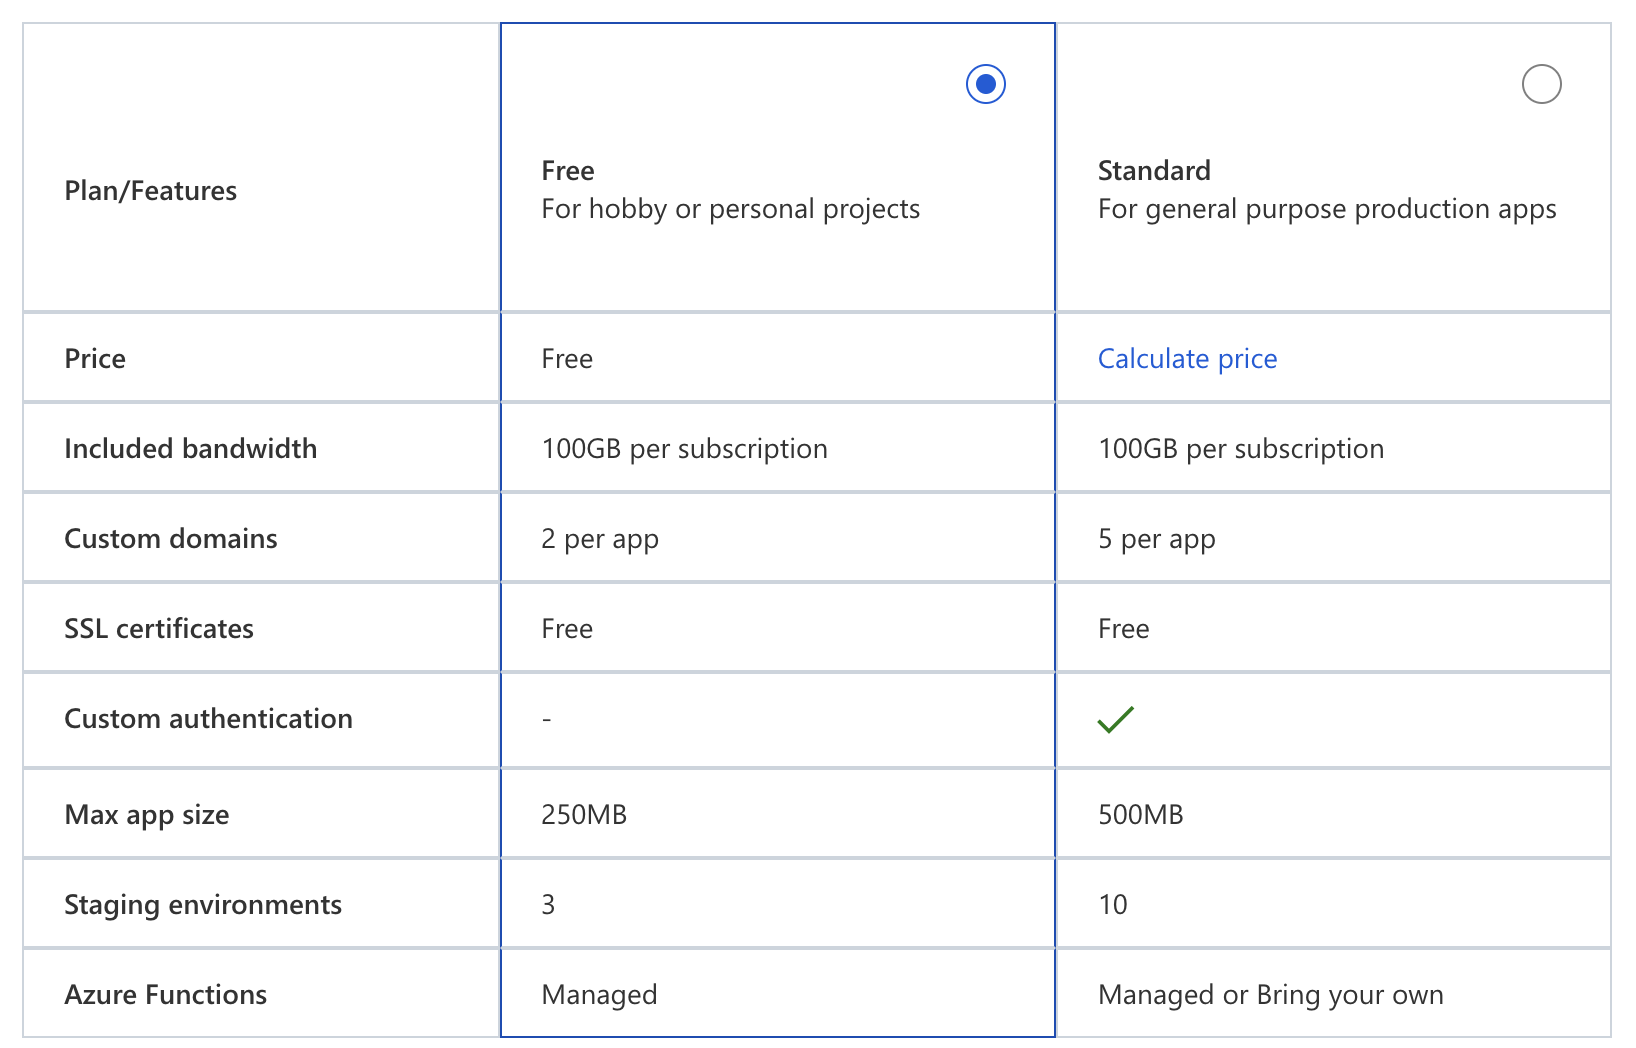 Plan/Features
Free
For hobby or personal projects
Standard
For general purpose production apps
Price
Free
Calculate price
Included bandwidth
100GB per subscription
100GB per subscription
Custom domains
2 per app
5 per app
SSL certificates
Free
Free
Custom authentication
-
Max app size
250MB
500MB
Staging environments
3
10
Azure Functions
Managed
Managed or Bring your own